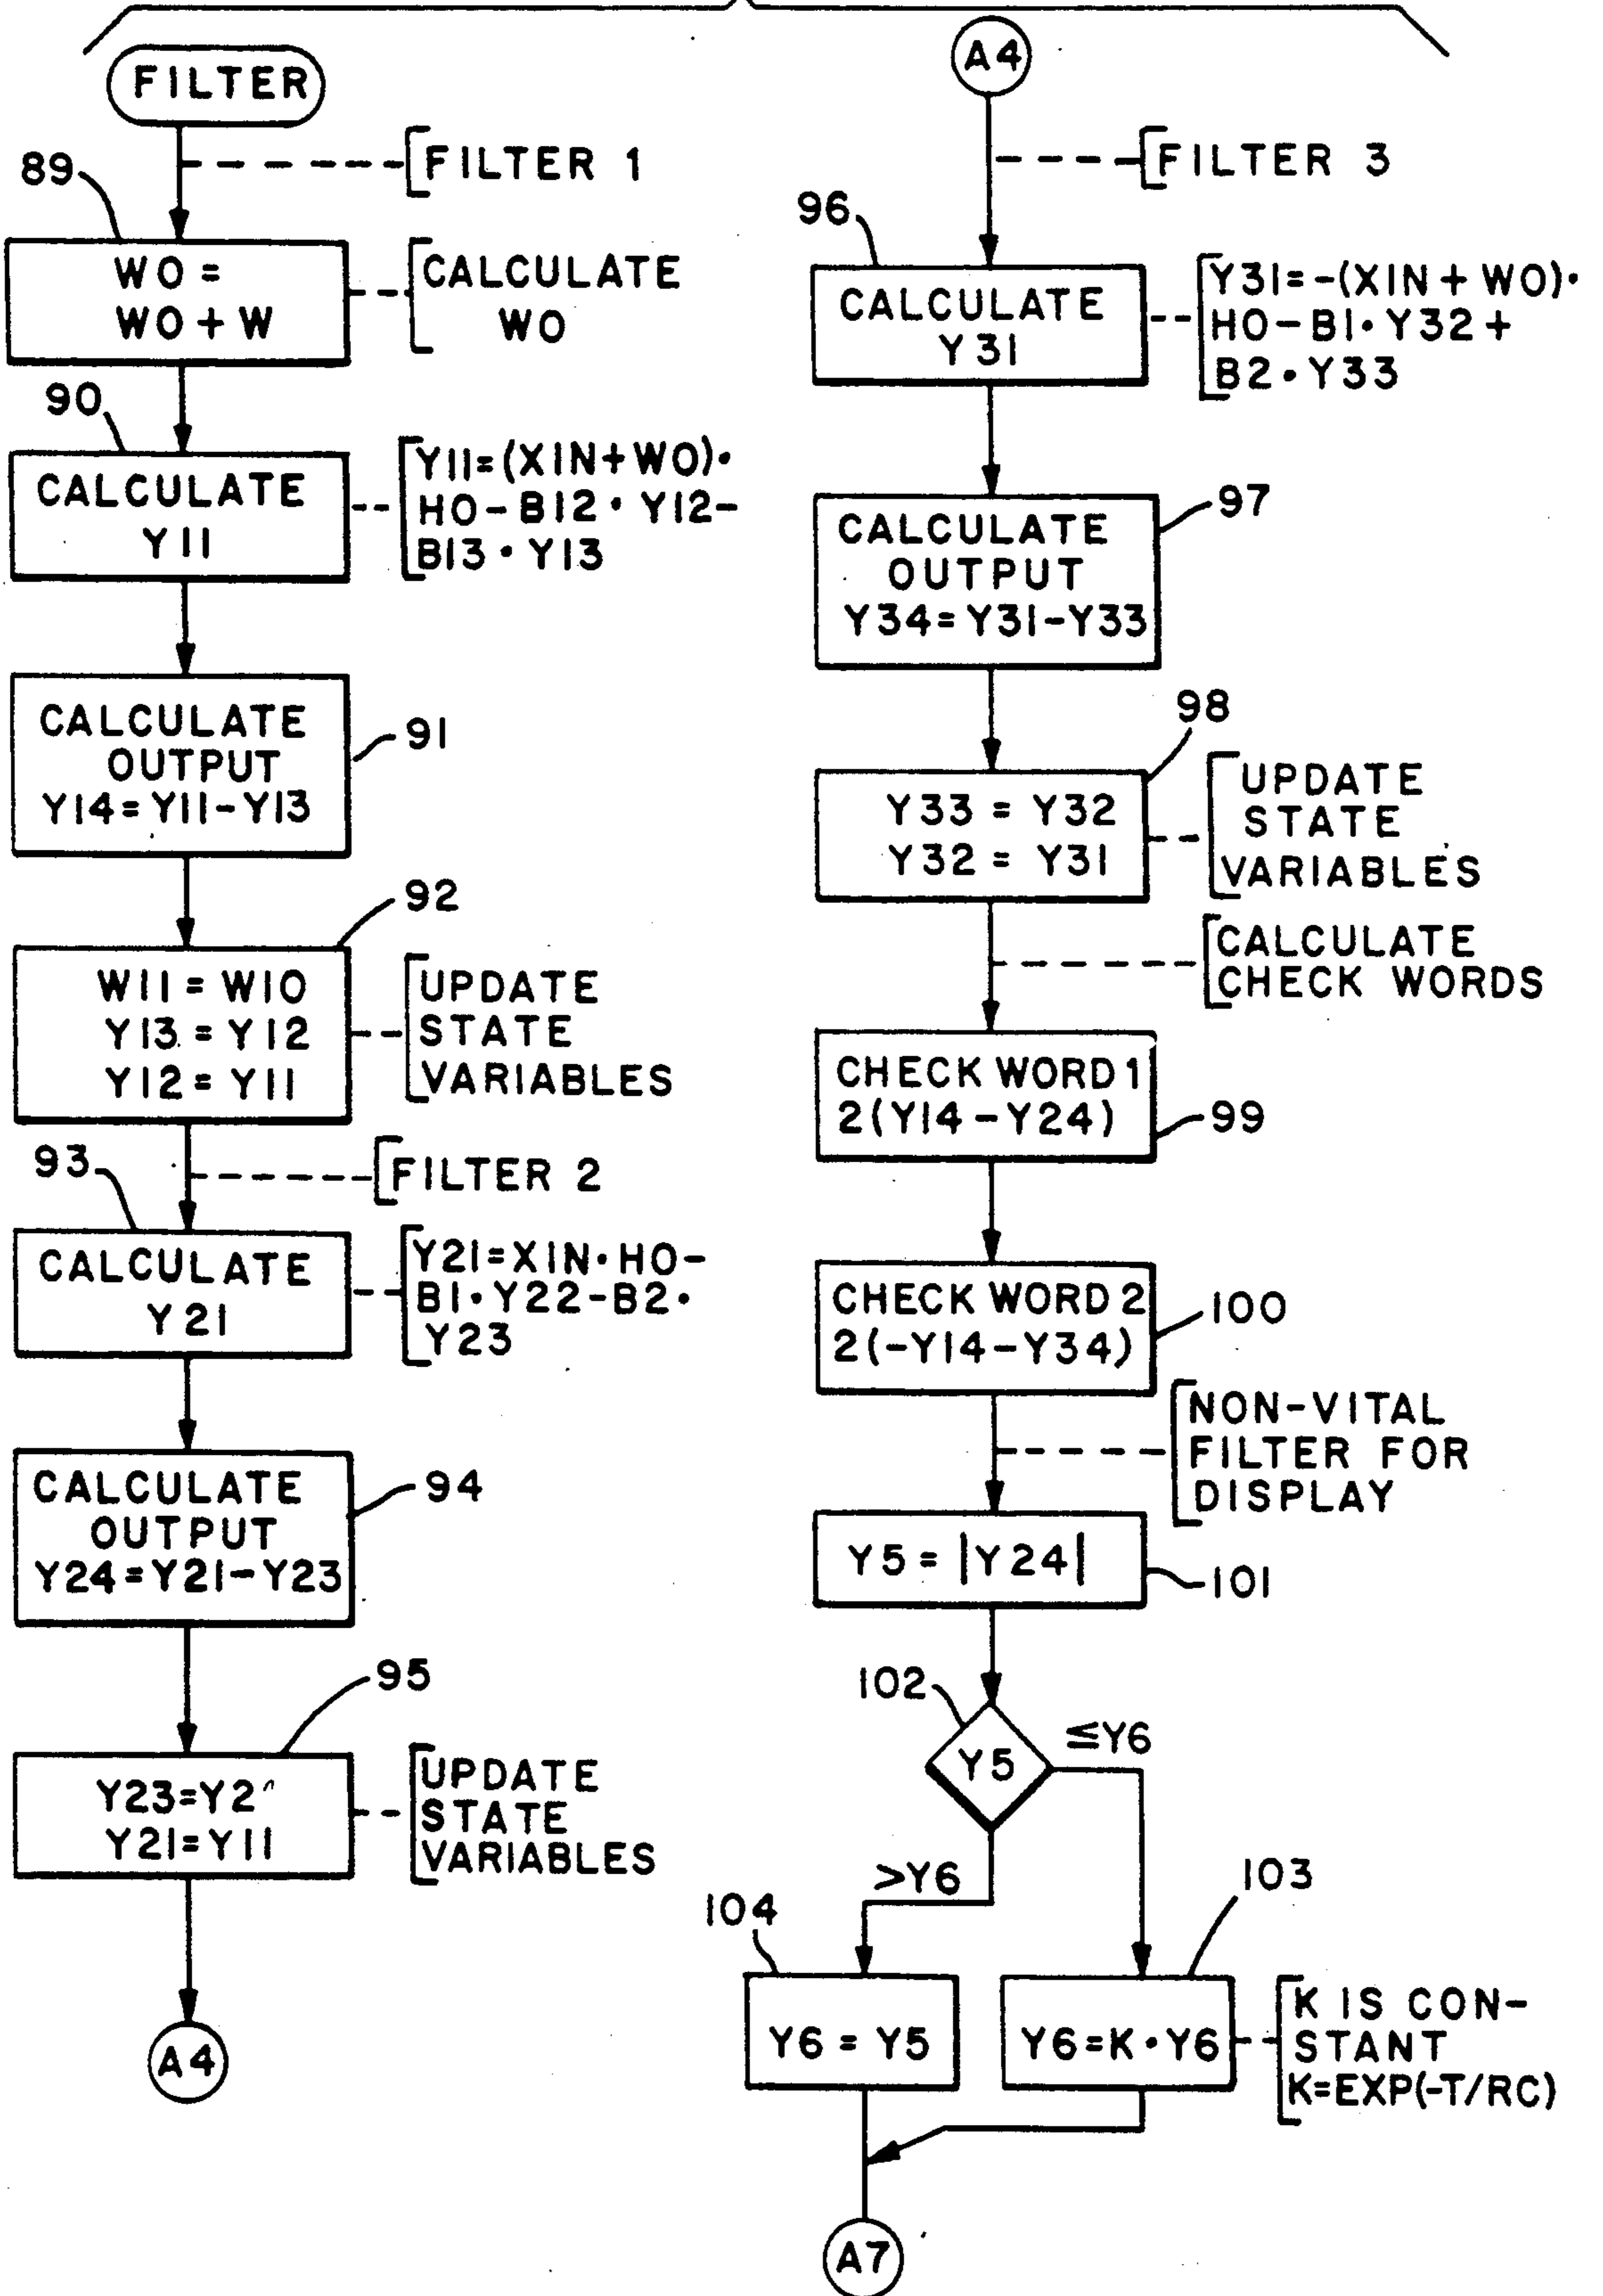 FILTER
FILTER 1
89
WO =
WO + W
CALCULATE
WO
90
CALCULATE
Y11
Y11=(XIN+WO)·
HO-B12·Y12-
B13·Y13
CALCULATE
OUTPUT
Y14=Y11-Y13
91
92
W11 = W10
Y13 = Y12
Y12 = Y11
UPDATE
STATE
VARIABLES
FILTER 2
93
CALCULATE
Y21
Y21=XIN·HO-
B1·Y22-B2·
Y23
CALCULATE
OUTPUT
Y24=Y21-Y23
94
95
Y23=Y2
Y21=Y11
UPDATE
STATE
VARIABLES
A4
A4
FILTER 3
96
CALCULATE
Y31
Y31=-(XIN+WO)·
HO-B1·Y32+
B2·Y33
97
CALCULATE
OUTPUT
Y34=Y31-Y33
98
Y33 = Y32
Y32 = Y31
UPDATE
STATE
VARIABLES
CALCULATE
CHECK WORDS
CHECK WORD 1
2(Y14-Y24)
99
CHECK WORD 2
2(-Y14-Y34)
100
NON-VITAL
FILTER FOR
DISPLAY
Y5 = |Y24|
101
102
Y5
≤Y6
>Y6
103
104
Y6 = Y5
Y6=K·Y6
K IS CON-
STANT
K=EXP(-T/RC)
A7